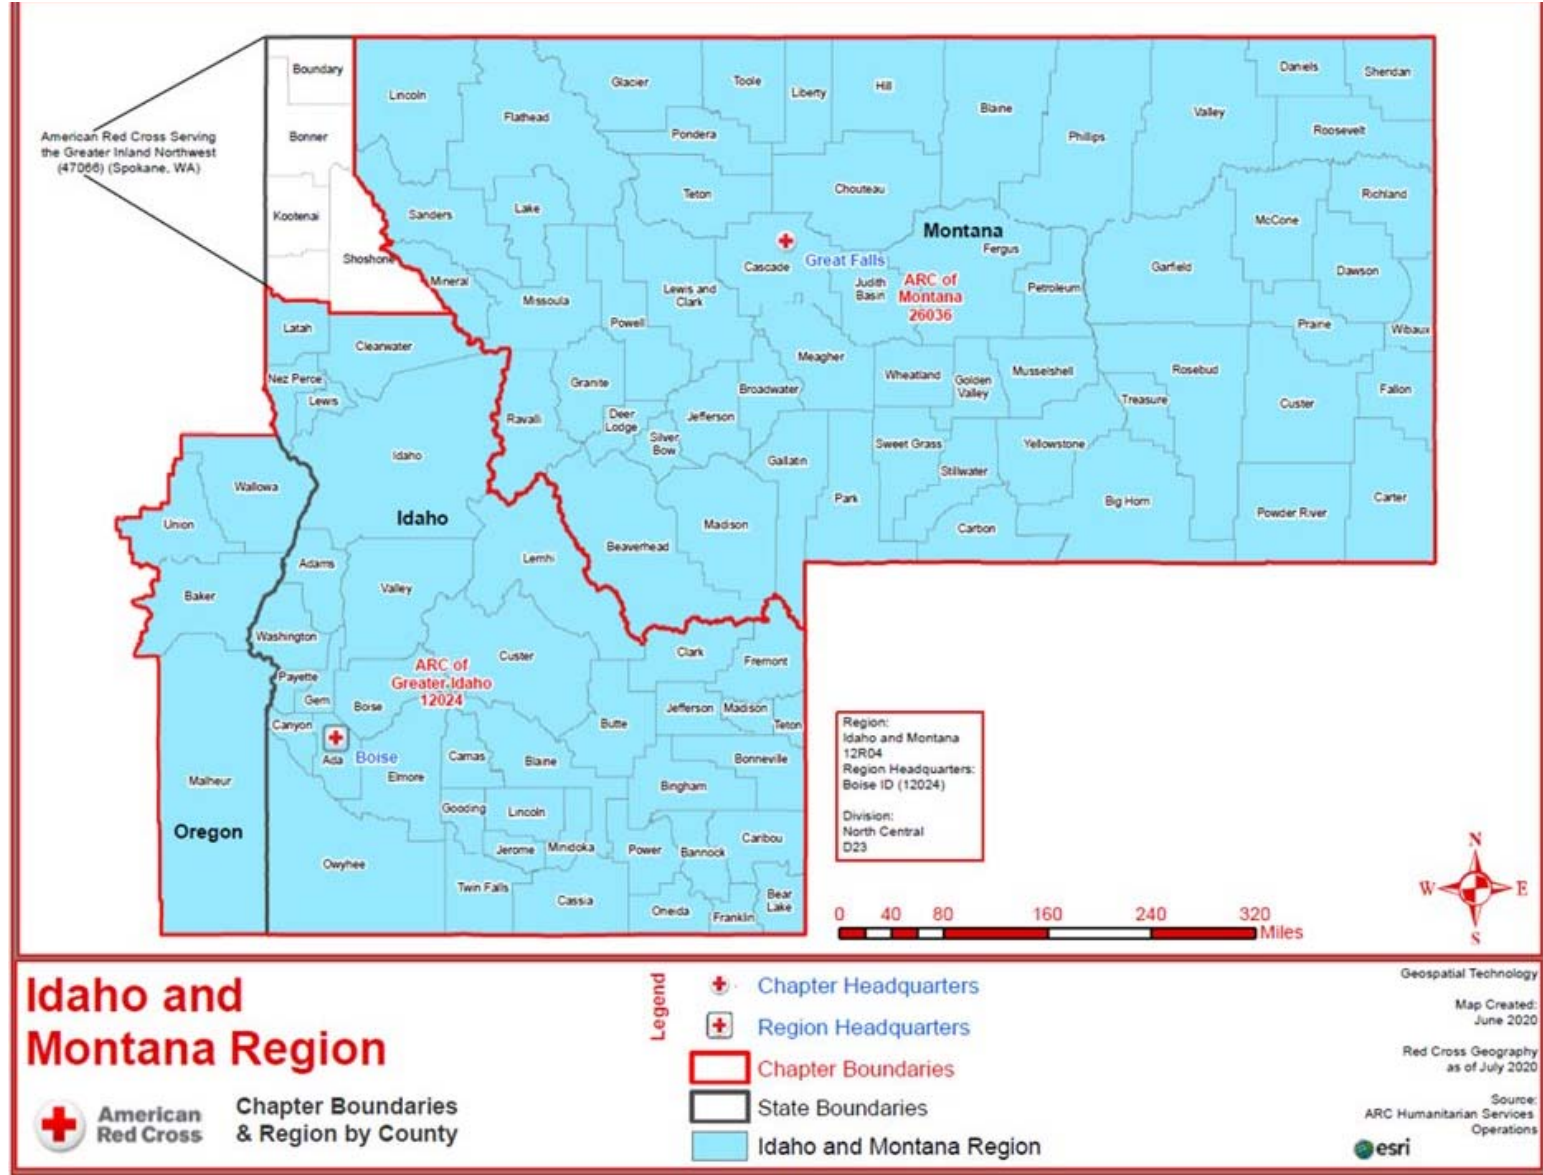 American Red Cross Serving
the Greater Inland Northwest
(47066) (Spokane, WA)
Boundary
Bonner
Kootenai
Shoshone
Lincoln
Flathead
Glacier
Toole
Liberty
Hill
Blaine
Phillips
Valley
Daniels
Sheridan
Roosevelt
Pondera
Teton
Chouteau
Richland
McCone
Sanders
Lake
Mineral
Missoula
Lewis and
Clark
Cascade
Great Falls
Judith
Basin
Montana
Fergus
ARC of
Montana
26036
Petroleum
Garfield
Dawson
Prairie
Wibaux
Powell
Meagher
Granite
Broadwater
Wheatland
Golden
Valley
Musselshell
Treasure
Rosebud
Custer
Fallon
Ravalli
Deer
Lodge
Silver
Bow
Jefferson
Gallatin
Sweet Grass
Stillwater
Yellowstone
Park
Carbon
Big Horn
Powder River
Carter
Madison
Beaverhead
Latah
Clearwater
Nez Perce
Lewis
Idaho
Idaho
Wallowa
Union
Baker
Malheur
Oregon
Adams
Valley
Lemhi
Washington
Payette
Gem
Canyon
Boise
Ada
Boise
Elmore
ARC of
Greater Idaho
12024
Custer
Clark
Fremont
Jefferson
Madison
Teton
Butte
Camas
Blaine
Bonneville
Bingham
Gooding
Lincoln
Jerome
Minidoka
Power
Bannock
Caribou
Owyhee
Twin Falls
Cassia
Oneida
Franklin
Bear
Lake
Region:
Idaho and Montana
12R04
Region Headquarters:
Boise ID (12024)
Division:
North Central
D23
0 40 80 160 240 320
Miles
N
W E
S
Idaho and
Montana Region
American
Red Cross
Chapter Boundaries
& Region by County
Legend
Chapter Headquarters
Region Headquarters
Chapter Boundaries
State Boundaries
Idaho and Montana Region
Geospatial Technology
Map Created:
June 2020
Red Cross Geography
as of July 2020
Source:
ARC Humanitarian Services
Operations
esri